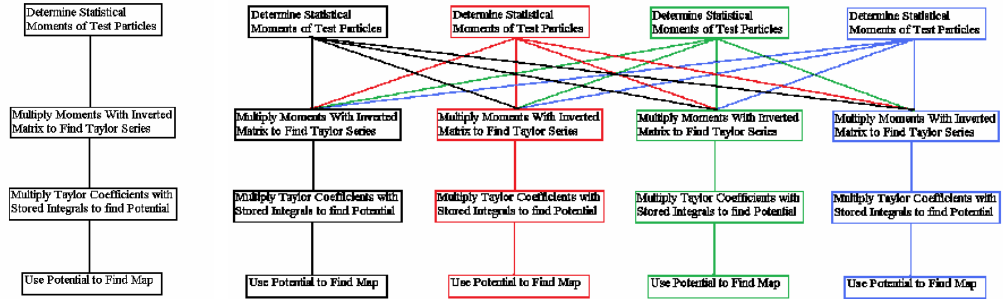 Determine Statistical
Moments of Test Particles
Multiply Moments With Inverted
Matrix to Find Taylor Series
Multiply Taylor Coefficients with
Stored Integrals to find Potential
Use Potential to Find Map
Determine Statistical
Moments of Test Particles
Determine Statistical
Moments of Test Particles
Determine Statistical
Moments of Test Particles
Determine Statistical
Moments of Test Particles
Multiply Moments With Inverted
Matrix to Find Taylor Series
Multiply Moments With Inverted
Matrix to Find Taylor Series
Multiply Moments With Inverted
Matrix to Find Taylor Series
Multiply Moments With Inverted
Matrix to Find Taylor Series
Multiply Taylor Coefficients with
Stored Integrals to find Potential
Multiply Taylor Coefficients with
Stored Integrals to find Potential
Multiply Taylor Coefficients with
Stored Integrals to find Potential
Multiply Taylor Coefficients with
Stored Integrals to find Potential
Use Potential to Find Map
Use Potential to Find Map
Use Potential to Find Map
Use Potential to Find Map